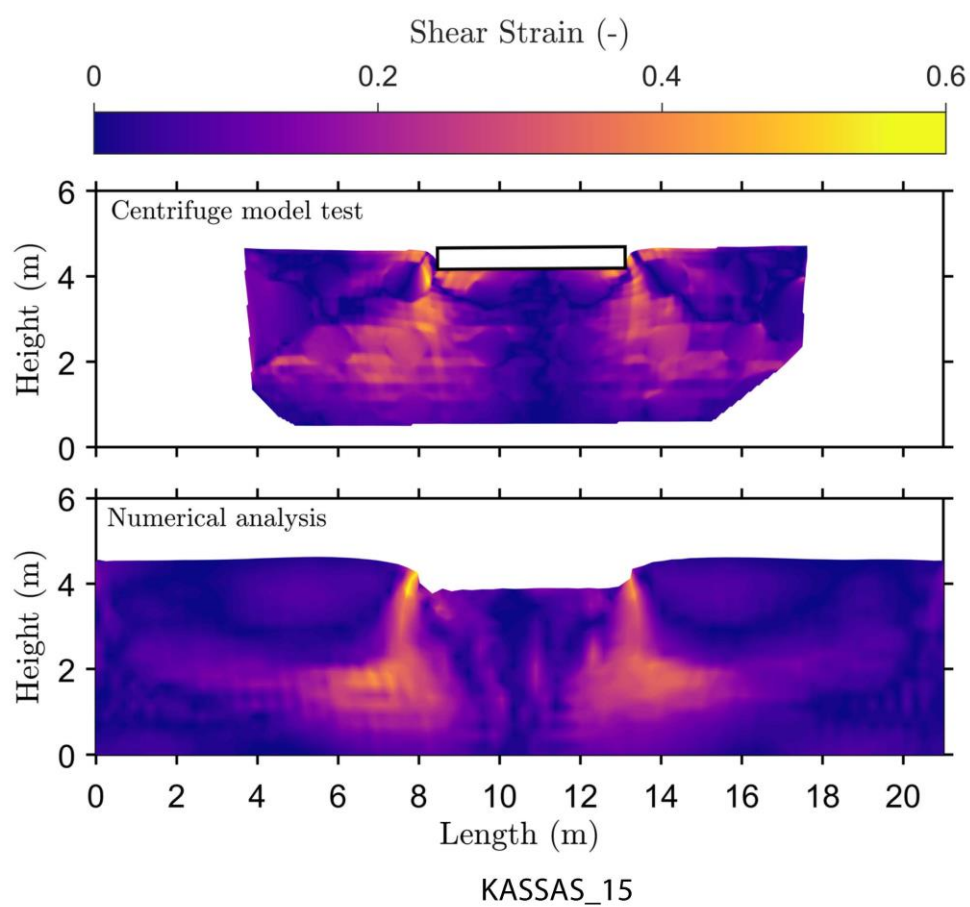 Shear Strain (-)
0 0.2 0.4 0.6
6
Centrifuge model test
4
Height (m)
2
0
6
Numerical analysis
4
Height (m)
2
0
0 2 4 6 8 10 12 14 16 18 20
Length (m)
KASSAS_15